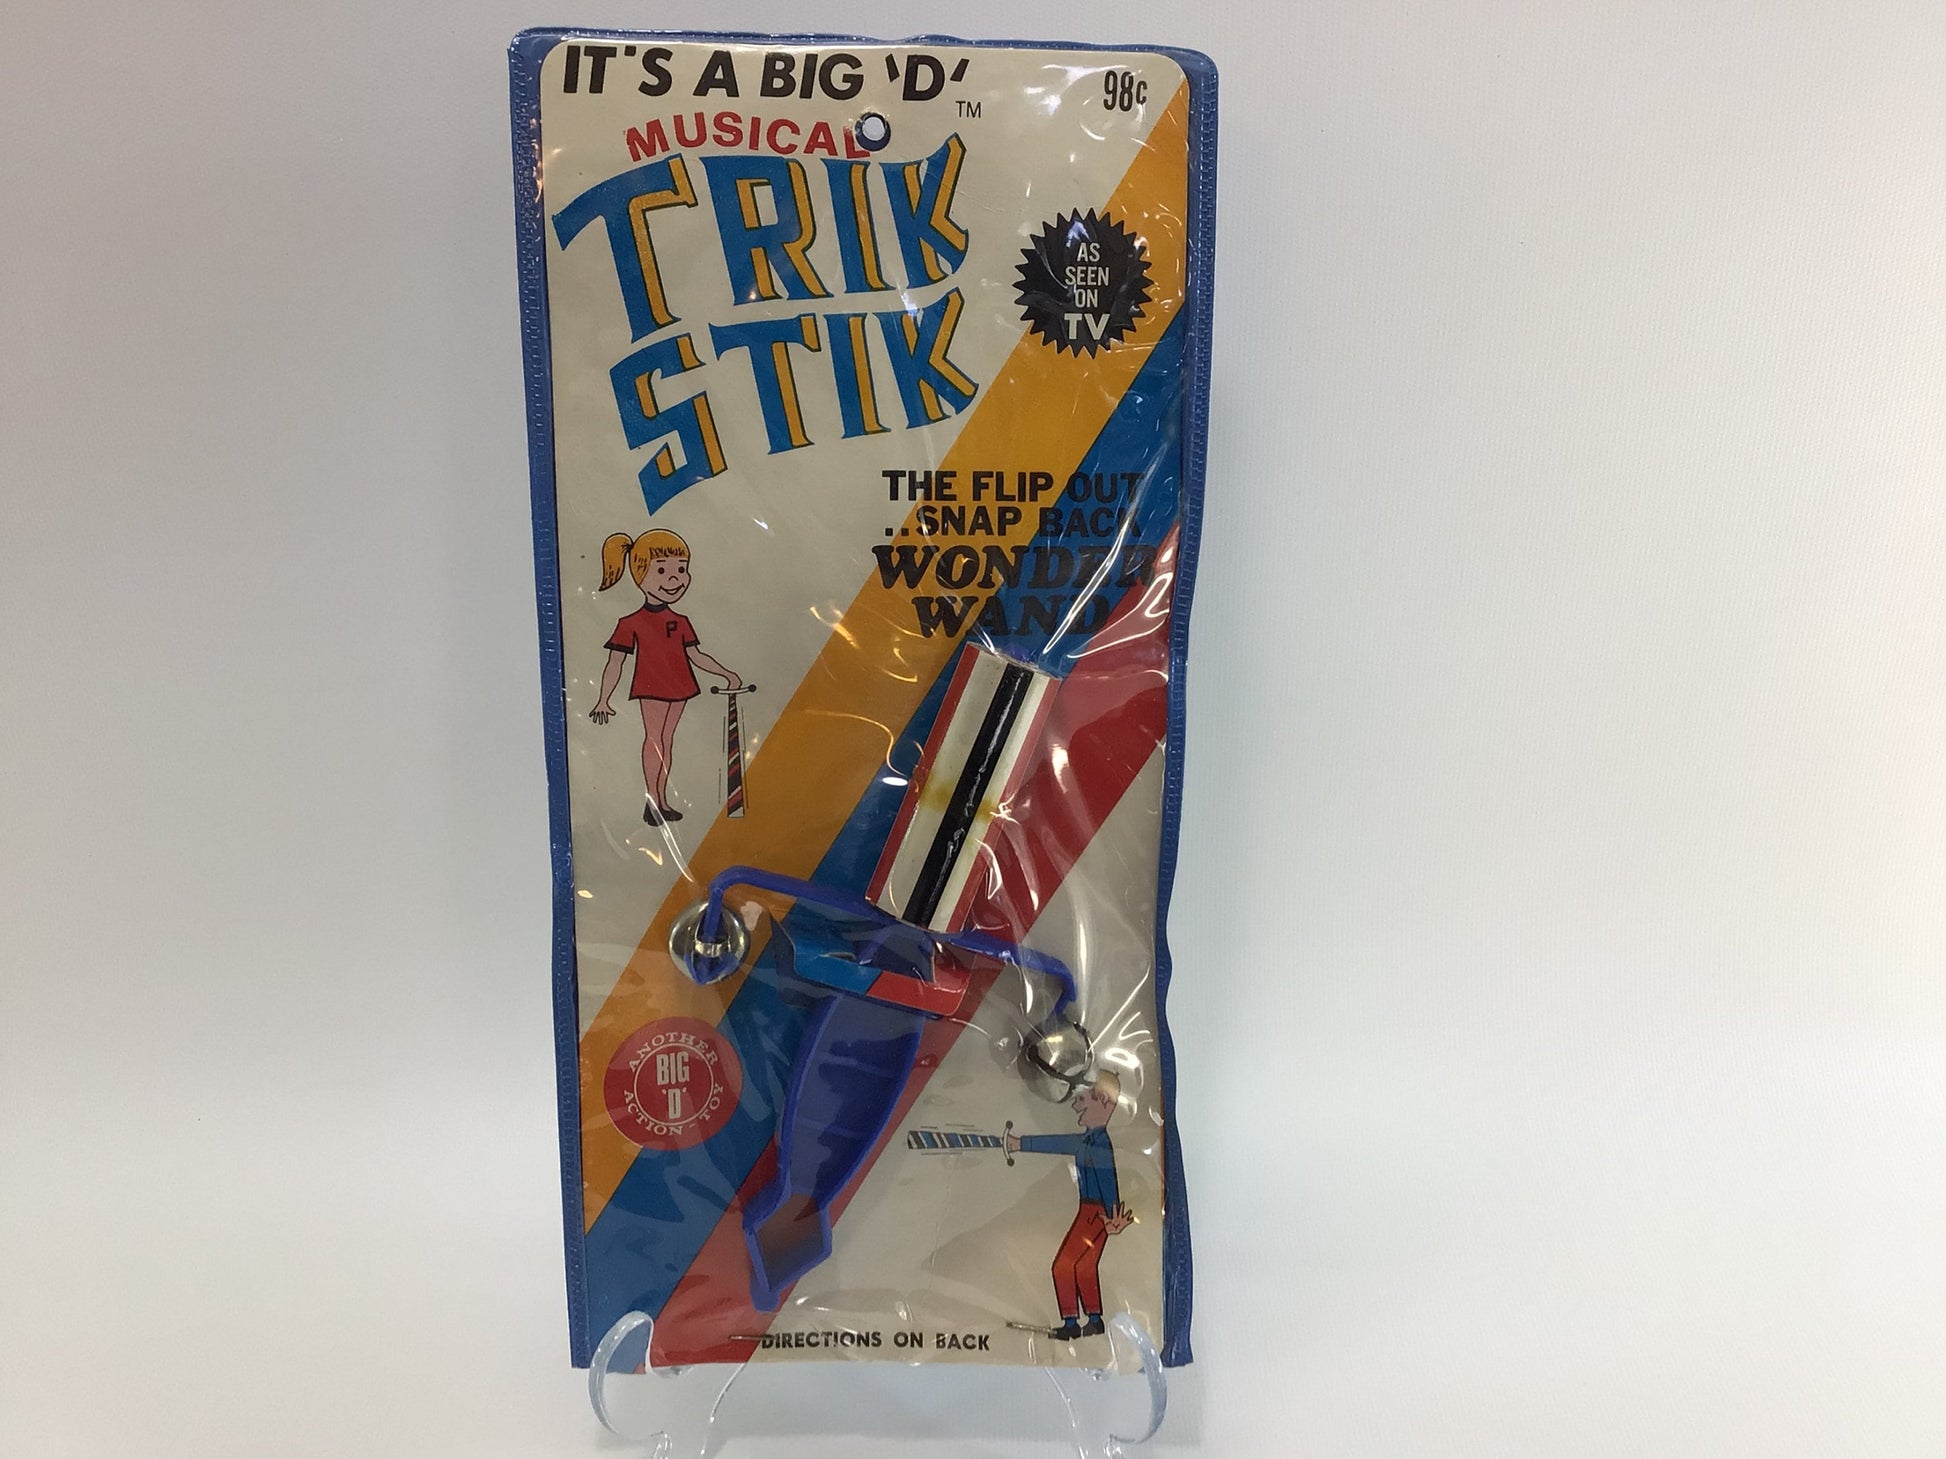 IT'S A BIG 'D'
TM
98¢
MUSICAL
TRIK
STIK
AS
SEEN
ON
TV
THE FLIP OUT
..SNAP BACK
WONDER
WAND
P
ANOTHER
BIG
'D'
ACTION-TOY
DIRECTIONS ON BACK